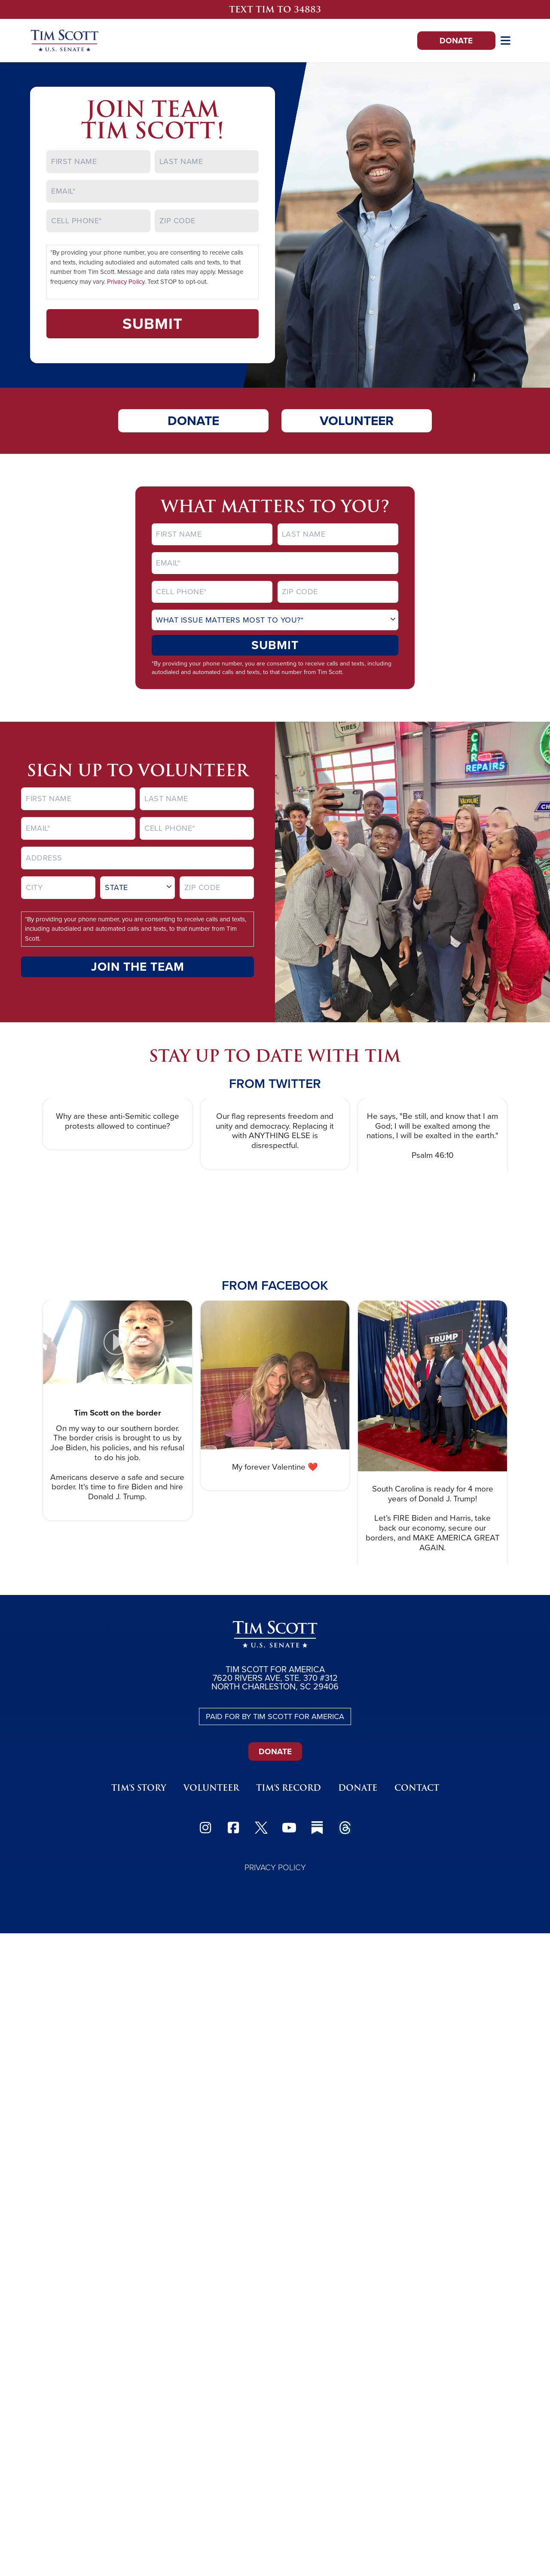 TEXT TIM TO 34883
TIM SCOTT
U.S. SENATE
DONATE
JOIN TEAM
TIM SCOTT!
FIRST NAME
LAST NAME
EMAIL*
CELL PHONE*
ZIP CODE
*By providing your phone number, you are consenting to receive calls
and texts, including autodialed and automated calls and texts, to that
number from Tim Scott. Message and data rates may apply. Message
frequency may vary. Privacy Policy. Text STOP to opt-out.
SUBMIT
DONATE
VOLUNTEER
WHAT MATTERS TO YOU?
FIRST NAME
LAST NAME
EMAIL*
CELL PHONE*
ZIP CODE
WHAT ISSUE MATTERS MOST TO YOU?*
SUBMIT
*By providing your phone number, you are consenting to receive calls and texts, including
autodialed and automated calls and texts, to that number from Tim Scott.
SIGN UP TO VOLUNTEER
FIRST NAME
LAST NAME
EMAIL*
CELL PHONE*
ADDRESS
CITY
STATE
ZIP CODE
*By providing your phone number, you are consenting to receive calls and texts,
including autodialed and automated calls and texts, to that number from Tim
Scott.
JOIN THE TEAM
TIRES
CAR
REPAIRS
VALVOLINE
STAY UP TO DATE WITH TIM
FROM TWITTER
Why are these anti-Semitic college
protests allowed to continue?
Our flag represents freedom and
unity and democracy. Replacing it
with ANYTHING ELSE is
disrespectful.
He says, "Be still, and know that I am
God; I will be exalted among the
nations, I will be exalted in the earth."
Psalm 46:10
FROM FACEBOOK
Tim Scott on the border
On my way to our southern border.
The border crisis is brought to us by
Joe Biden, his policies, and his refusal
to do his job.
Americans deserve a safe and secure
border. It's time to fire Biden and hire
Donald J. Trump.
My forever Valentine ❤️
TRUMP
South Carolina is ready for 4 more
years of Donald J. Trump!
Let's FIRE Biden and Harris, take
back our economy, secure our
borders, and MAKE AMERICA GREAT
AGAIN.
TIM SCOTT
U.S. SENATE
TIM SCOTT FOR AMERICA
7620 RIVERS AVE, STE. 370 #312
NORTH CHARLESTON, SC 29406
PAID FOR BY TIM SCOTT FOR AMERICA
DONATE
TIM'S STORY
VOLUNTEER
TIM'S RECORD
DONATE
CONTACT
PRIVACY POLICY